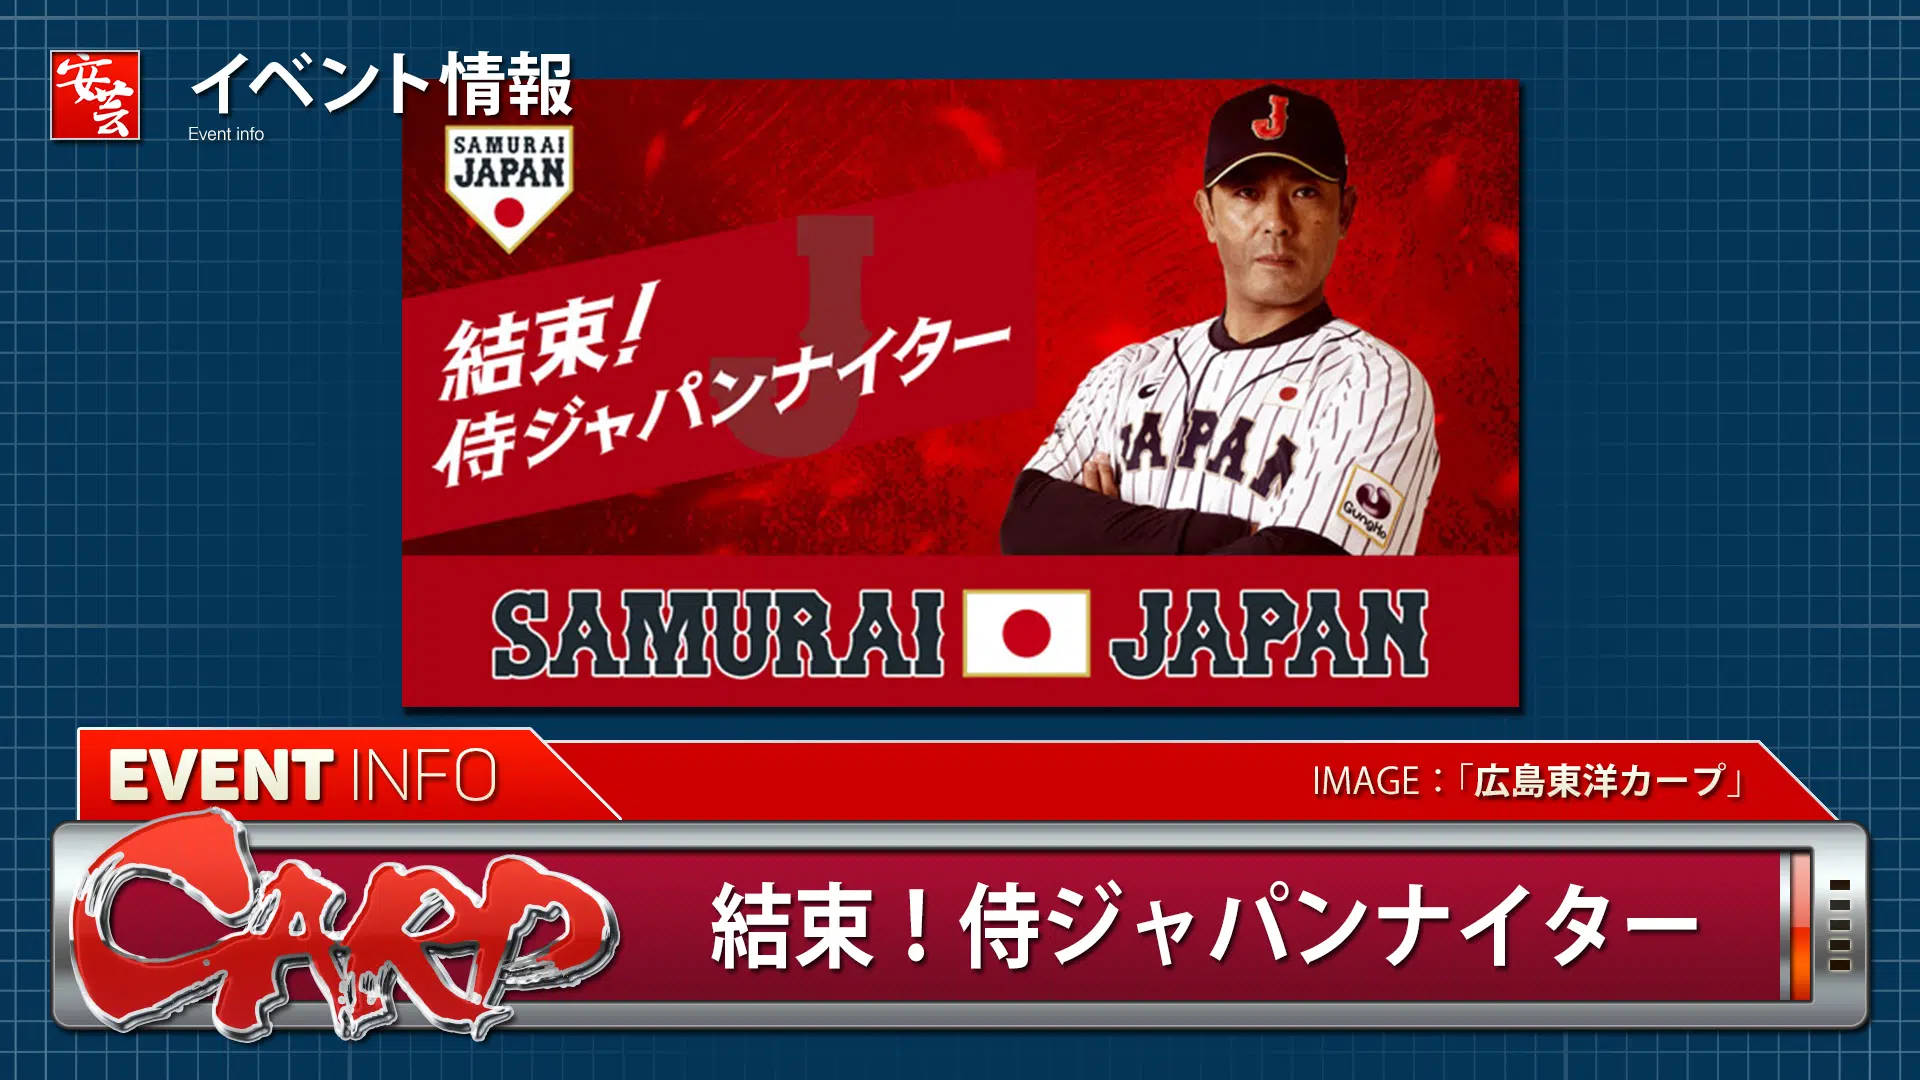 安芸
イベント情報
Event info
SAMURAI
JAPAN
J
結束!
侍ジャパンナイター
J
JAPAN
GungHo
SAMURAI JAPAN
EVENT INFO
IMAGE：「広島東洋カープ」
CARP
結束！侍ジャパンナイター